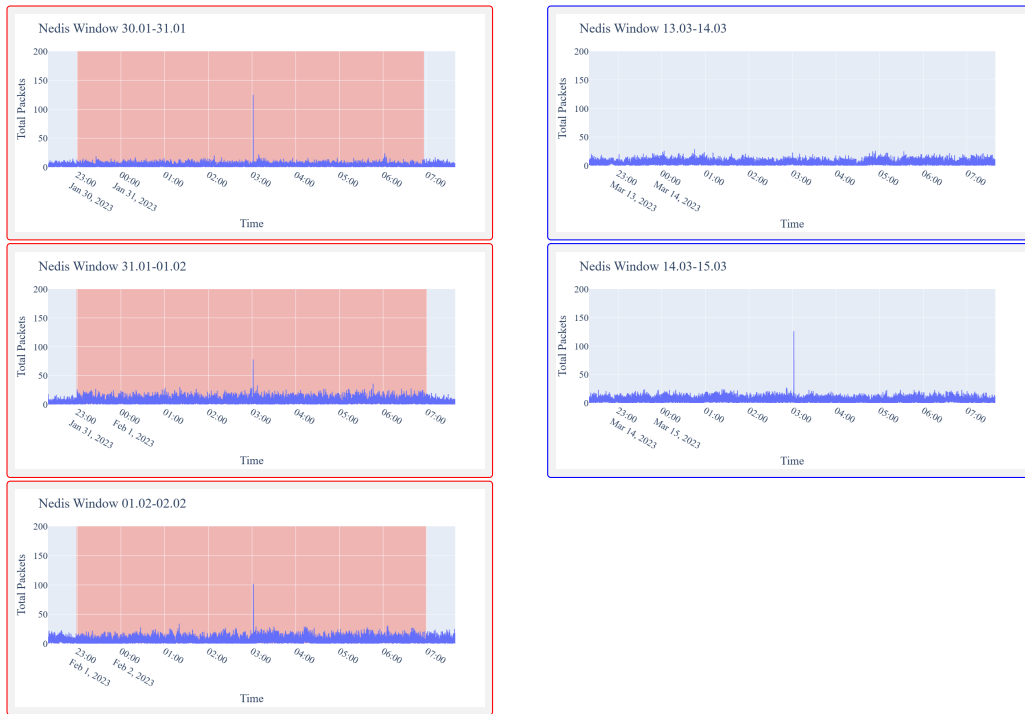 Nedis Window 30.01-31.01
Total Packets
200
150
100
50
0
23:00 00:00 01:00 02:00 03:00 04:00 05:00 06:00 07:00
Jan 30, 2023 Jan 31, 2023
Time
Nedis Window 13.03-14.03
Total Packets
200
150
100
50
0
23:00 00:00 01:00 02:00 03:00 04:00 05:00 06:00 07:00
Mar 13, 2023 Mar 14, 2023
Time
Nedis Window 31.01-01.02
Total Packets
200
150
100
50
0
23:00 00:00 01:00 02:00 03:00 04:00 05:00 06:00 07:00
Jan 31, 2023 Feb 1, 2023
Time
Nedis Window 14.03-15.03
Total Packets
200
150
100
50
0
23:00 00:00 01:00 02:00 03:00 04:00 05:00 06:00 07:00
Mar 14, 2023 Mar 15, 2023
Time
Nedis Window 01.02-02.02
Total Packets
200
150
100
50
0
23:00 00:00 01:00 02:00 03:00 04:00 05:00 06:00 07:00
Feb 1, 2023 Feb 2, 2023
Time